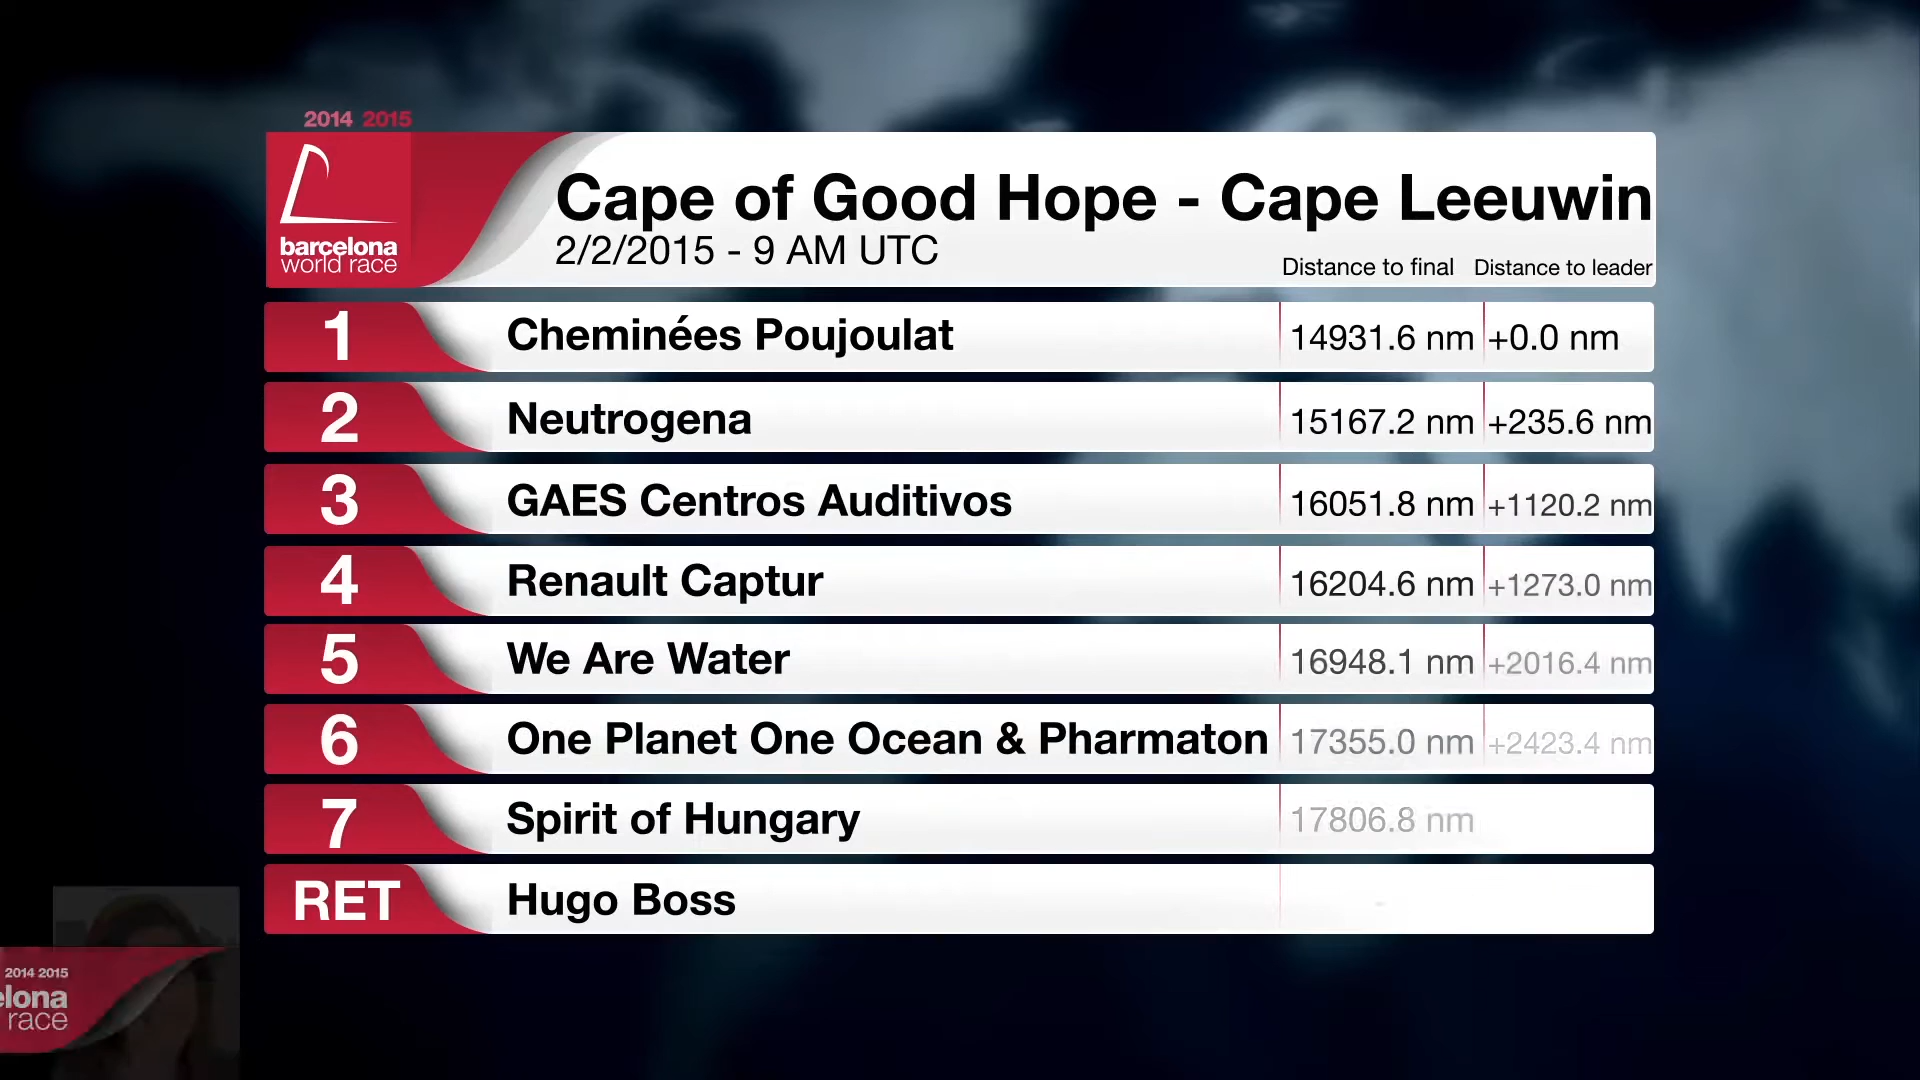 2014 2015
barcelona
world race
Cape of Good Hope - Cape Leeuwin
2/2/2015 - 9 AM UTC
Distance to final Distance to leader
1 Cheminées Poujoulat 14931.6 nm +0.0 nm
2 Neutrogena 15167.2 nm +235.6 nm
3 GAES Centros Auditivos 16051.8 nm +1120.2 nm
4 Renault Captur 16204.6 nm +1273.0 nm
5 We Are Water 16948.1 nm +2016.4 nm
6 One Planet One Ocean & Pharmaton 17355.0 nm +2423.4 nm
7 Spirit of Hungary 17806.8 nm
RET Hugo Boss -
2014 2015
elona
race